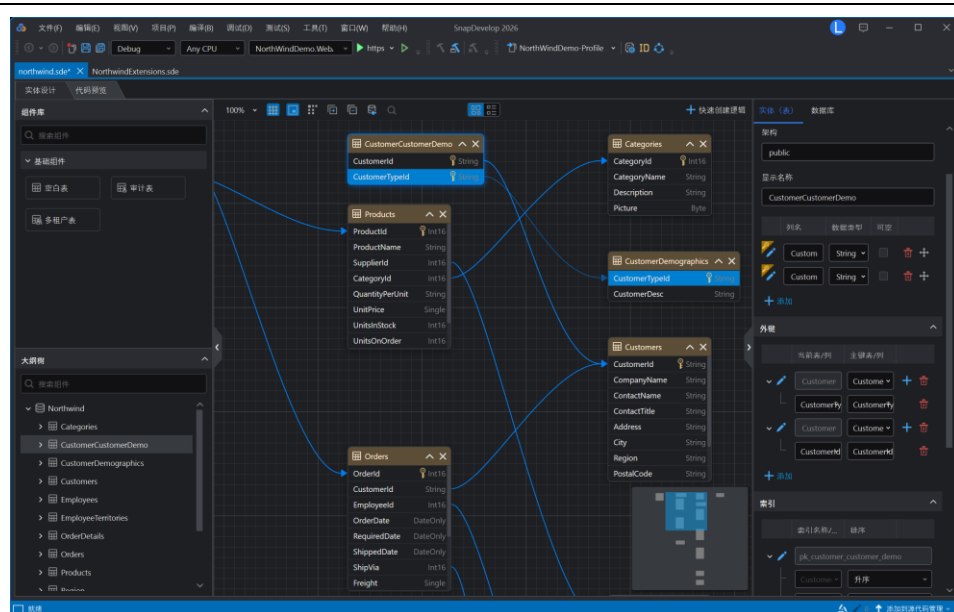 文件(F) 编辑(E) 视图(V) 项目(P) 编译(B) 调试(D) 测试(S) 工具(T) 窗口(W) 帮助(H) SnapDevelop 2026 L
Debug Any CPU NorthWindDemo.Web. https NorthWindDemo-Profile ID
northwind.sde* NorthwindExtensions.sde
实体设计 代码预览
组件库
搜索组件
基础组件
空白表 审计表
多租户表
大纲树
搜索组件
Northwind
Categories
CustomerCustomerDemo
CustomerDemographics
Customers
Employees
EmployeeTerritories
OrderDetails
Orders
Products
Region
100% 快速创建逻辑
CustomerCustomerDemo
CustomerId String
CustomerTypeId String
Products
ProductId Int16
ProductName String
SupplierId Int16
CategoryId Int16
QuantityPerUnit String
UnitPrice Single
UnitsInStock Int16
UnitsOnOrder Int16
Orders
OrderId Int16
CustomerId String
EmployeeId Int16
OrderDate DateOnly
RequiredDate DateOnly
ShippedDate DateOnly
ShipVia Int16
Freight Single
Categories
CategoryId Int16
CategoryName String
Description String
Picture Byte
CustomerDemographics
CustomerTypeId String
CustomerDesc String
Customers
CustomerId String
CompanyName String
ContactName String
ContactTitle String
Address String
City String
Region String
PostalCode String
实体（表） 数据库
架构
public
显示名称
CustomerCustomerDemo
列名 数据类型 可空
Custom String
Custom String
添加
外键
当前表/列 主键表/列
Customer Custome
CustomerTy CustomerTy
Customer Custome
CustomerId CustomerId
添加
索引
索引名称/... 排序
pk_customer_customer_demo
Custome 升序
就绪 添加到源代码管理